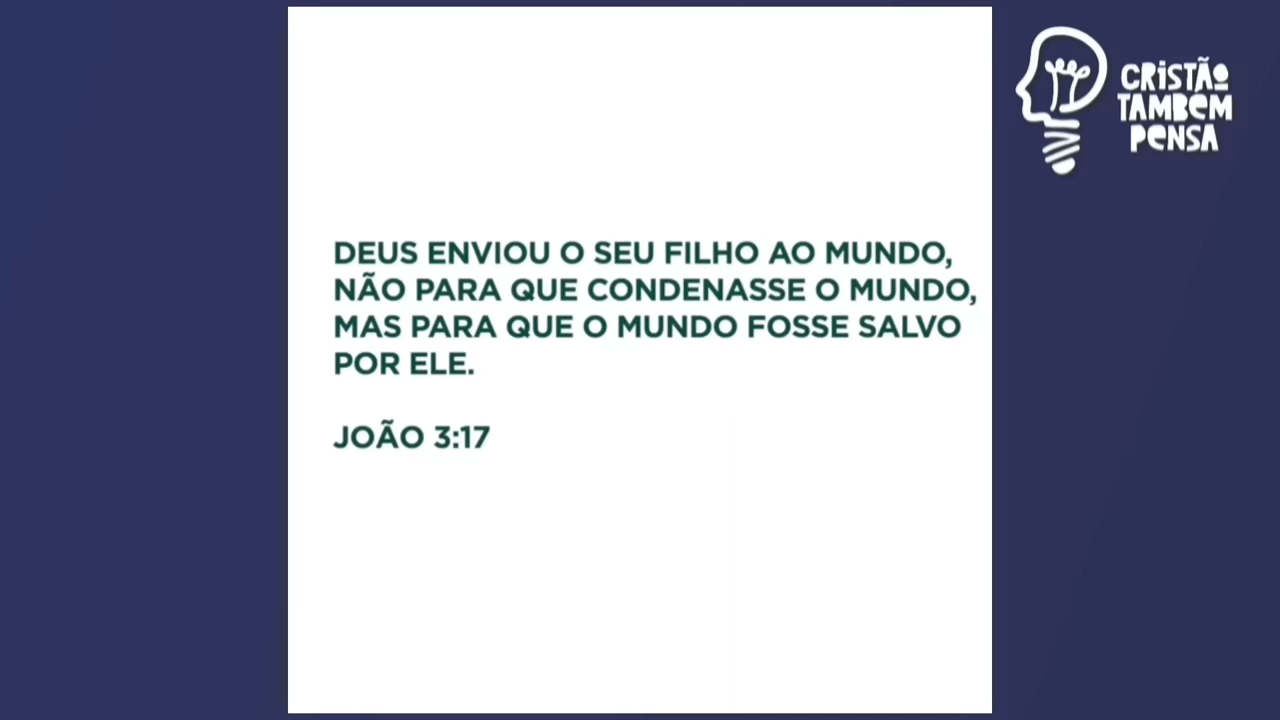 DEUS ENVIOU O SEU FILHO AO MUNDO,
NÃO PARA QUE CONDENASSE O MUNDO,
MAS PARA QUE O MUNDO FOSSE SALVO
POR ELE.
JOÃO 3:17
CRISTÃO
TAMBÉM
PENSA